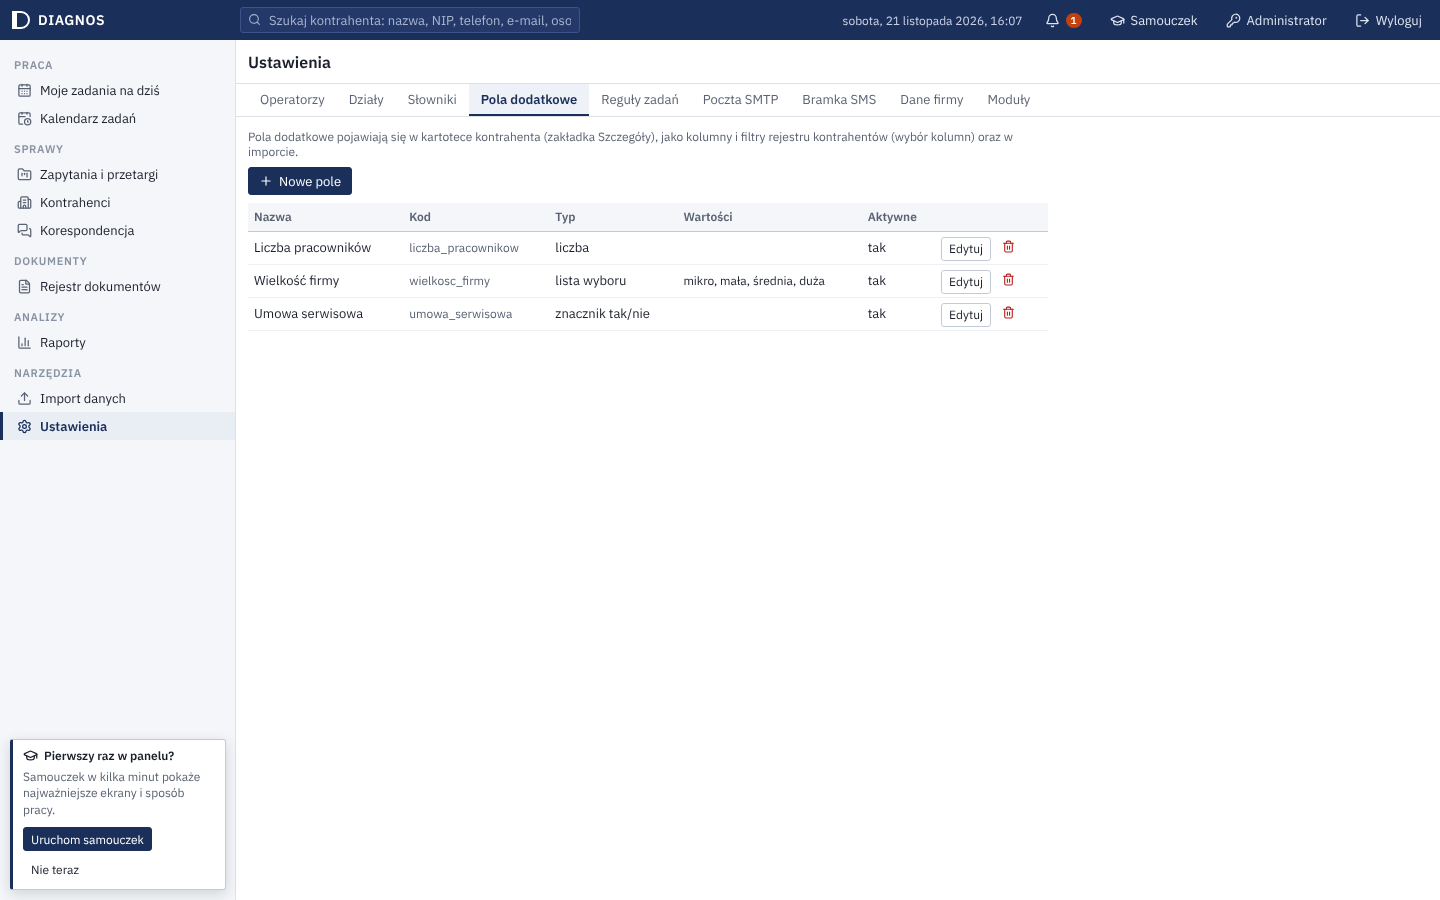 DIAGNOS
Szukaj kontrahenta: nazwa, NIP, telefon, e-mail, oso
sobota, 21 listopada 2026, 16:07
1
Samouczek
Administrator
Wyloguj
PRACA
Moje zadania na dziś
Kalendarz zadań
SPRAWY
Zapytania i przetargi
Kontrahenci
Korespondencja
DOKUMENTY
Rejestr dokumentów
ANALIZY
Raporty
NARZĘDZIA
Import danych
Ustawienia
Ustawienia
Operatorzy Działy Słowniki Pola dodatkowe Reguły zadań Poczta SMTP Bramka SMS Dane firmy Moduły
Pola dodatkowe pojawiają się w kartotece kontrahenta (zakładka Szczegóły), jako kolumny i filtry rejestru kontrahentów (wybór kolumn) oraz w
imporcie.
Nowe pole
Nazwa Kod Typ Wartości Aktywne
Liczba pracowników liczba_pracownikow liczba tak Edytuj
Wielkość firmy wielkosc_firmy lista wyboru mikro, mała, średnia, duża tak Edytuj
Umowa serwisowa umowa_serwisowa znacznik tak/nie tak Edytuj
Pierwszy raz w panelu?
Samouczek w kilka minut pokaże
najważniejsze ekrany i sposób
pracy.
Uruchom samouczek
Nie teraz